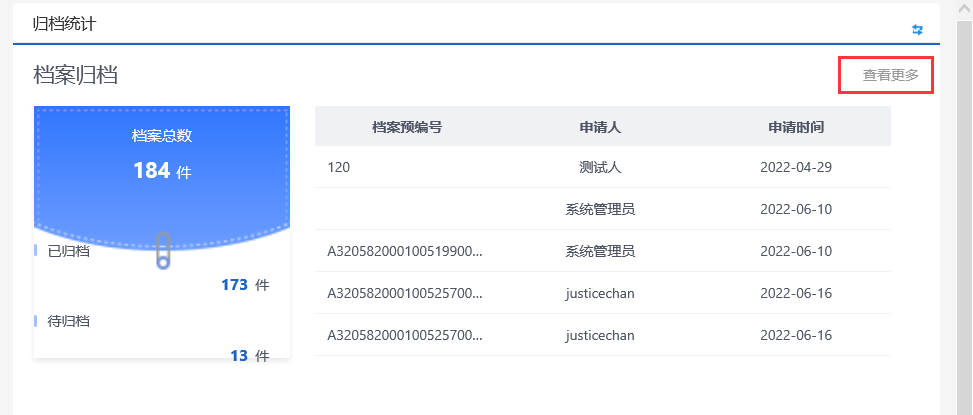 归档统计
档案归档
查看更多
档案总数
184 件
已归档
173 件
待归档
13 件
档案预编号 申请人 申请时间
120 测试人 2022-04-29
系统管理员 2022-06-10
A320582000100519900... 系统管理员 2022-06-10
A320582000100525700... justicechan 2022-06-16
A320582000100525700... justicechan 2022-06-16